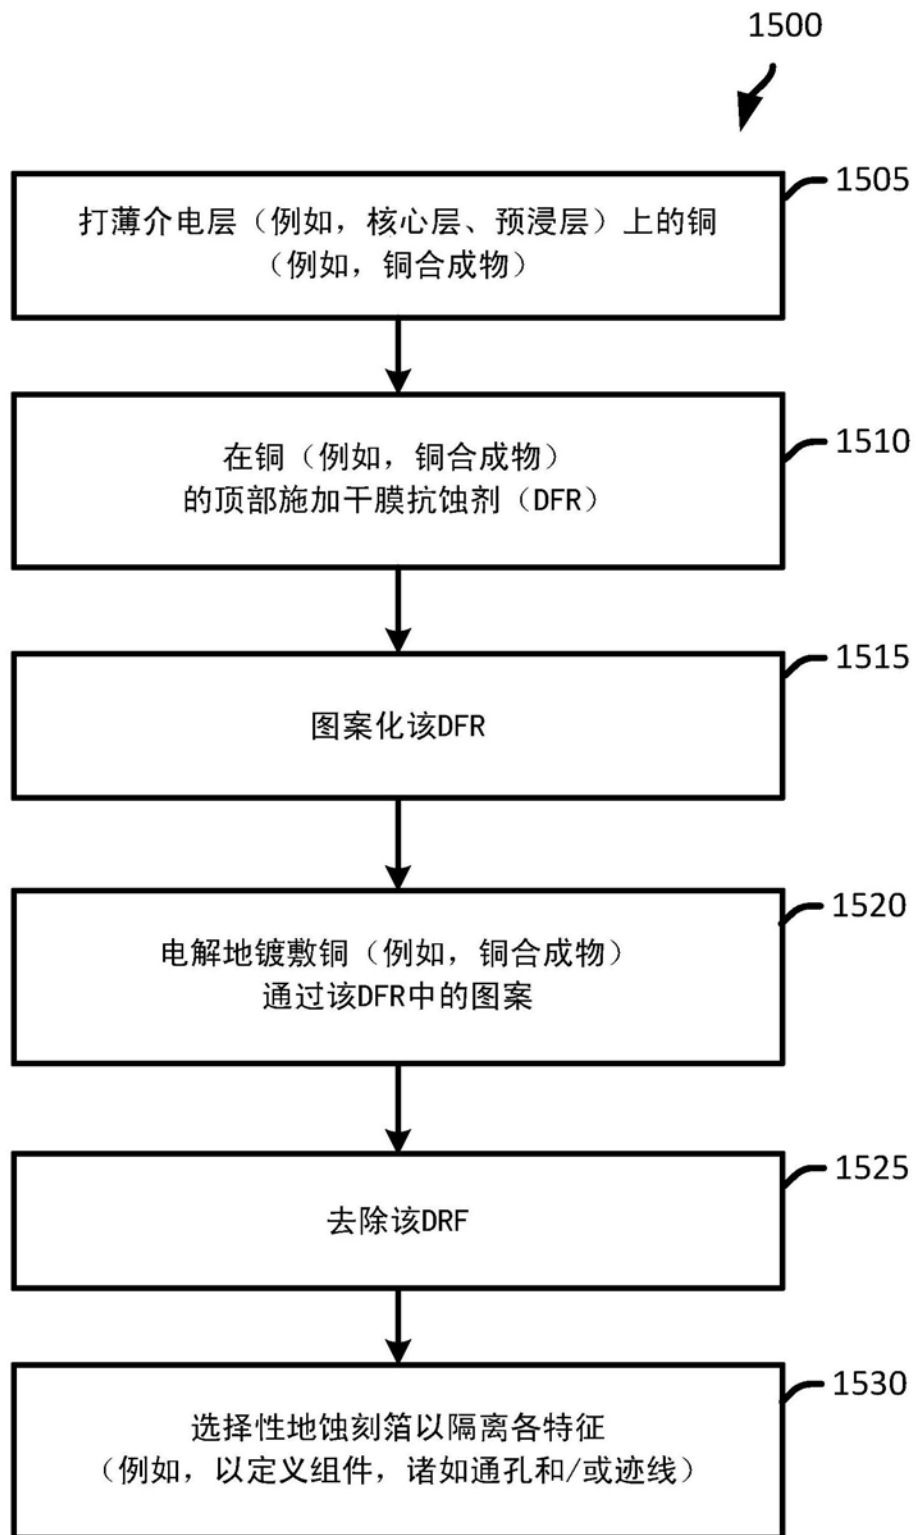 1500
1505
打薄介电层（例如，核心层、预浸层）上的铜
（例如，铜合成物）
1510
在铜（例如，铜合成物）
的顶部施加干膜抗蚀剂（DFR）
1515
图案化该DFR
1520
电解地镀敷铜（例如，铜合成物）
通过该DFR中的图案
1525
去除该DRF
1530
选择性地蚀刻箔以隔离各特征
（例如，以定义组件，诸如通孔和/或迹线）